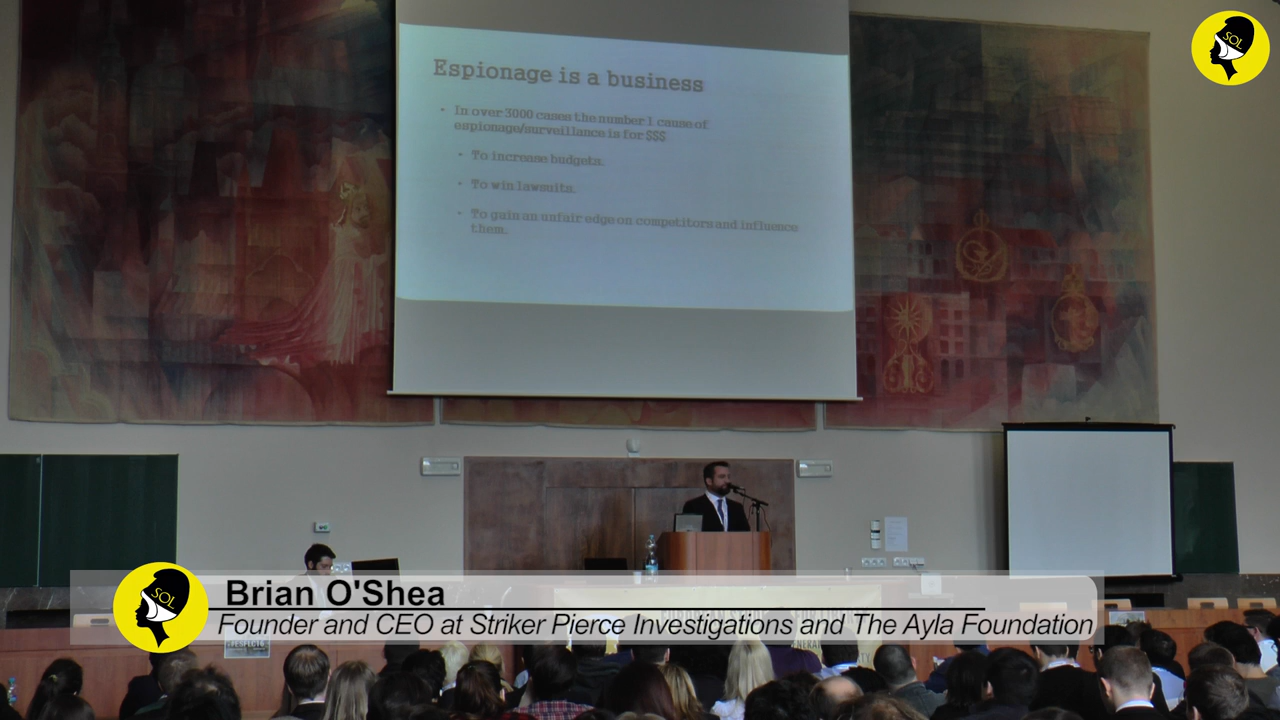 SOL
Espionage is a business
In over 3000 cases the number 1 cause of
espionage/surveillance is for $$$
To increase budgets.
To win lawsuits.
To gain an unfair edge on competitors and influence
them.
SOL
Brian O'Shea
Founder and CEO at Striker Pierce Investigations and The Ayla Foundation